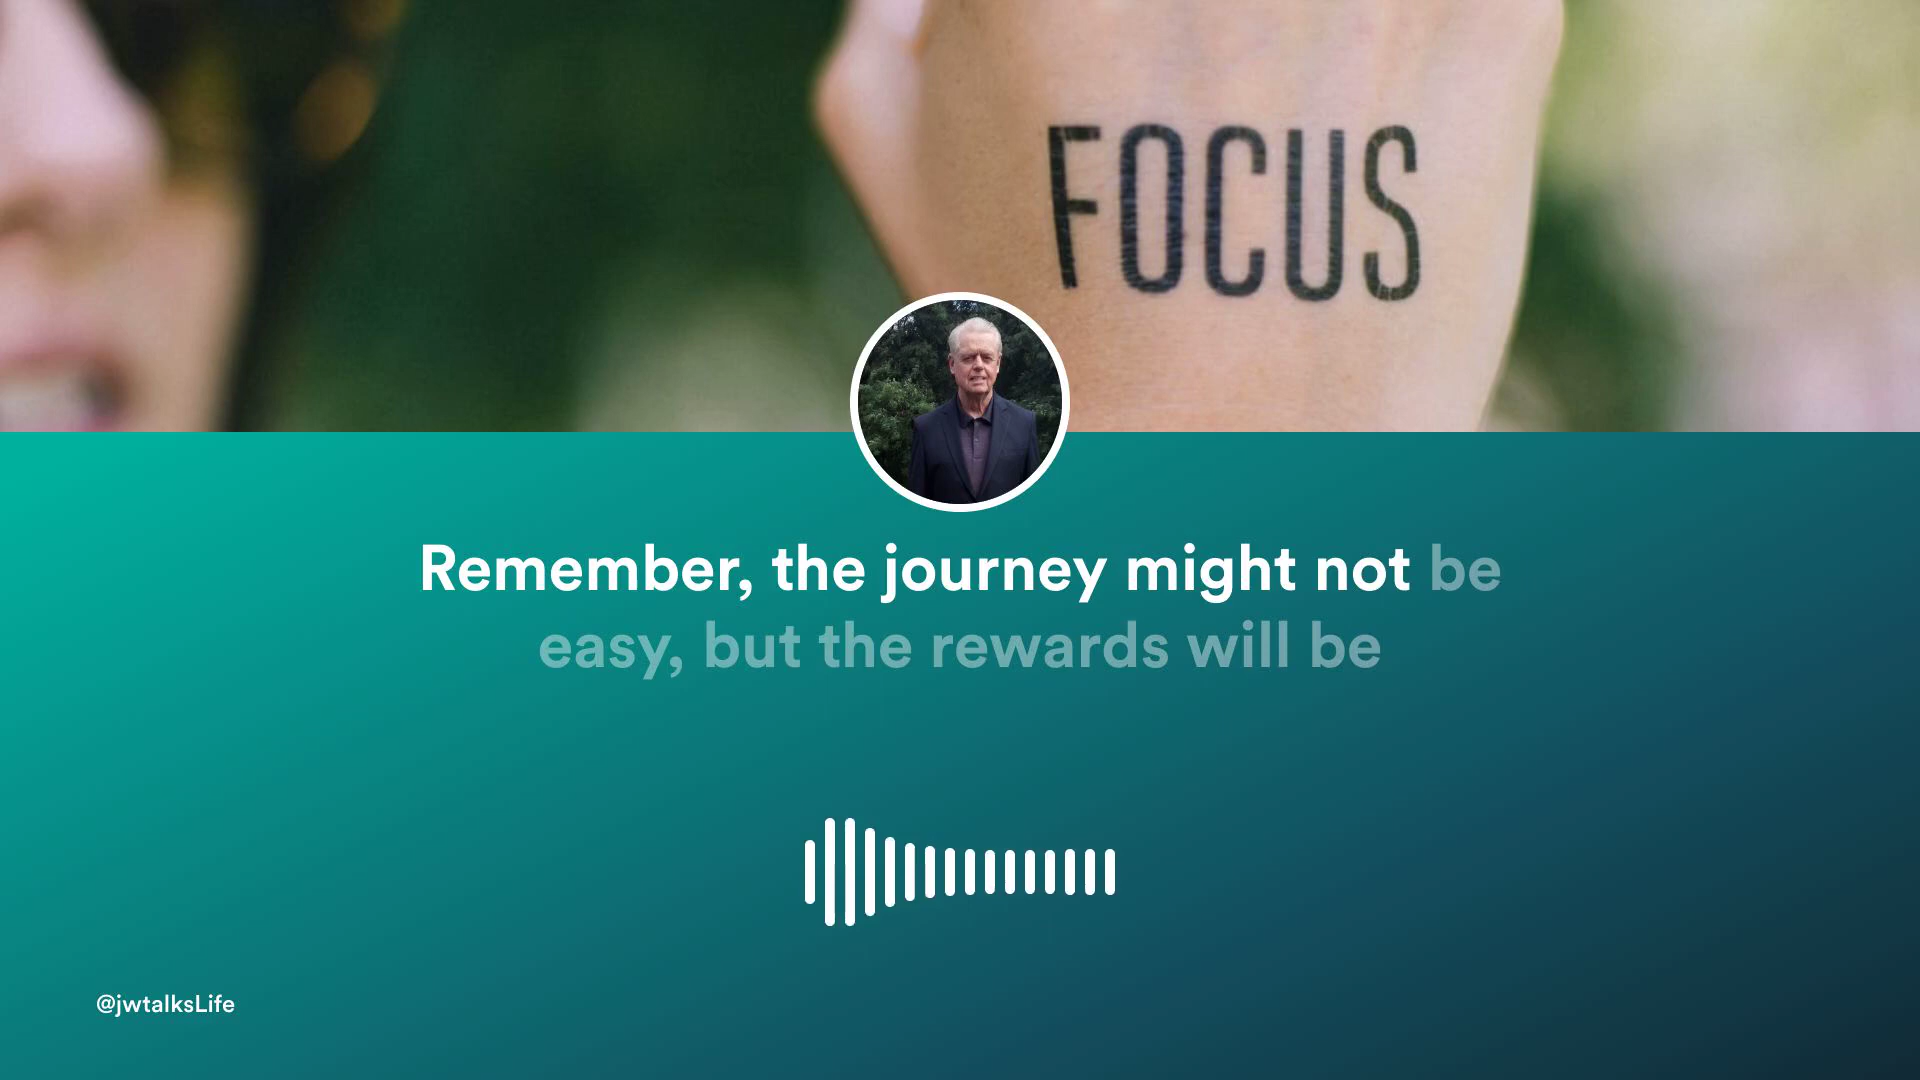 FOCUS
Remember, the journey might not be
easy, but the rewards will be
@jwtalksLife